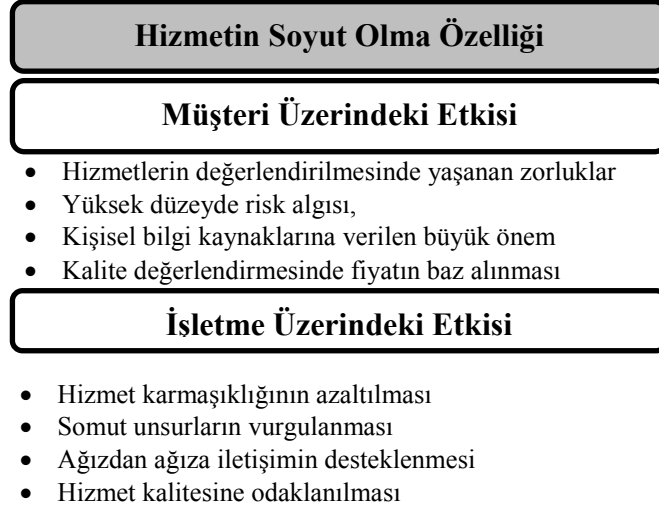 Hizmetin Soyut Olma Özelliği
Müşteri Üzerindeki Etkisi
• Hizmetlerin değerlendirilmesinde yaşanan zorluklar
• Yüksek düzeyde risk algısı,
• Kişisel bilgi kaynaklarına verilen büyük önem
• Kalite değerlendirmesinde fiyatın baz alınması
İşletme Üzerindeki Etkisi
• Hizmet karmaşıklığının azaltılması
• Somut unsurların vurgulanması
• Ağızdan ağıza iletişimin desteklenmesi
• Hizmet kalitesine odaklanılması